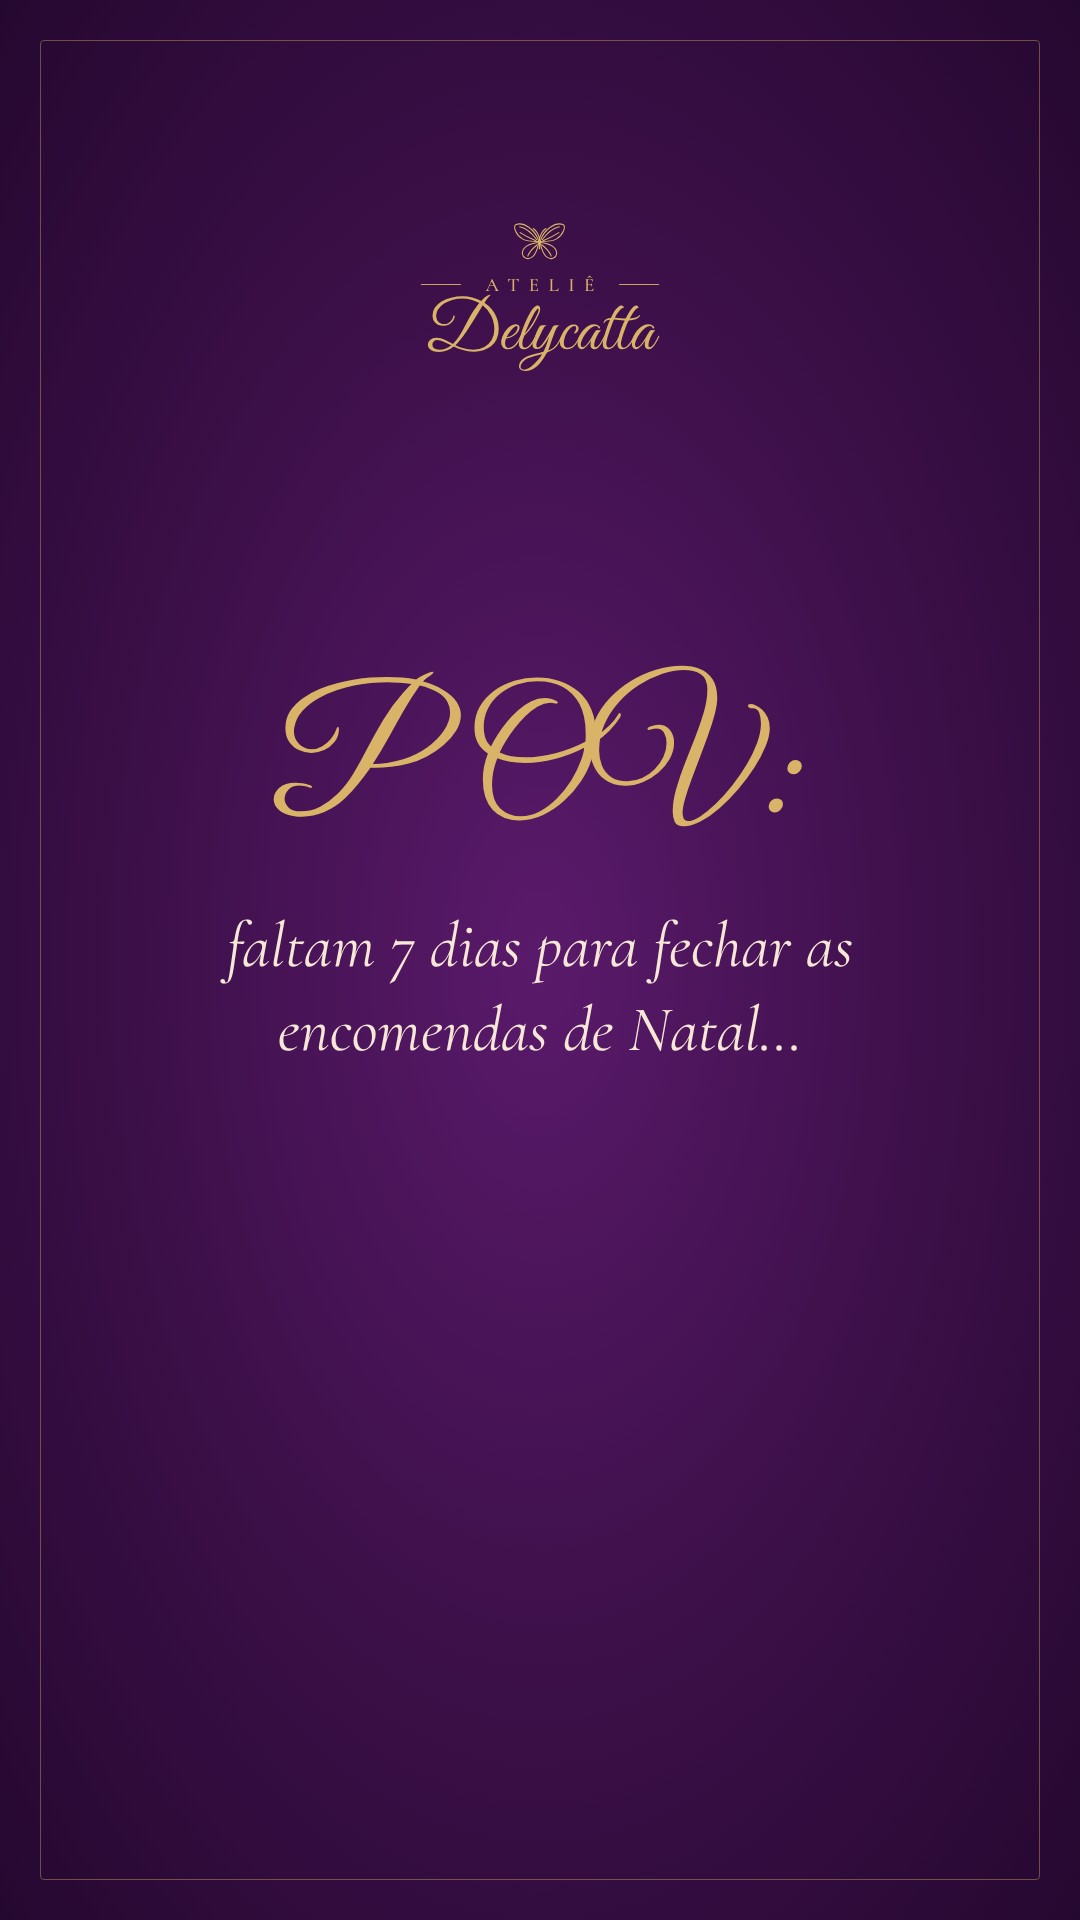 ATELIÊ
Delycatta
POV:
faltam 7 dias para fechar as
encomendas de Natal...